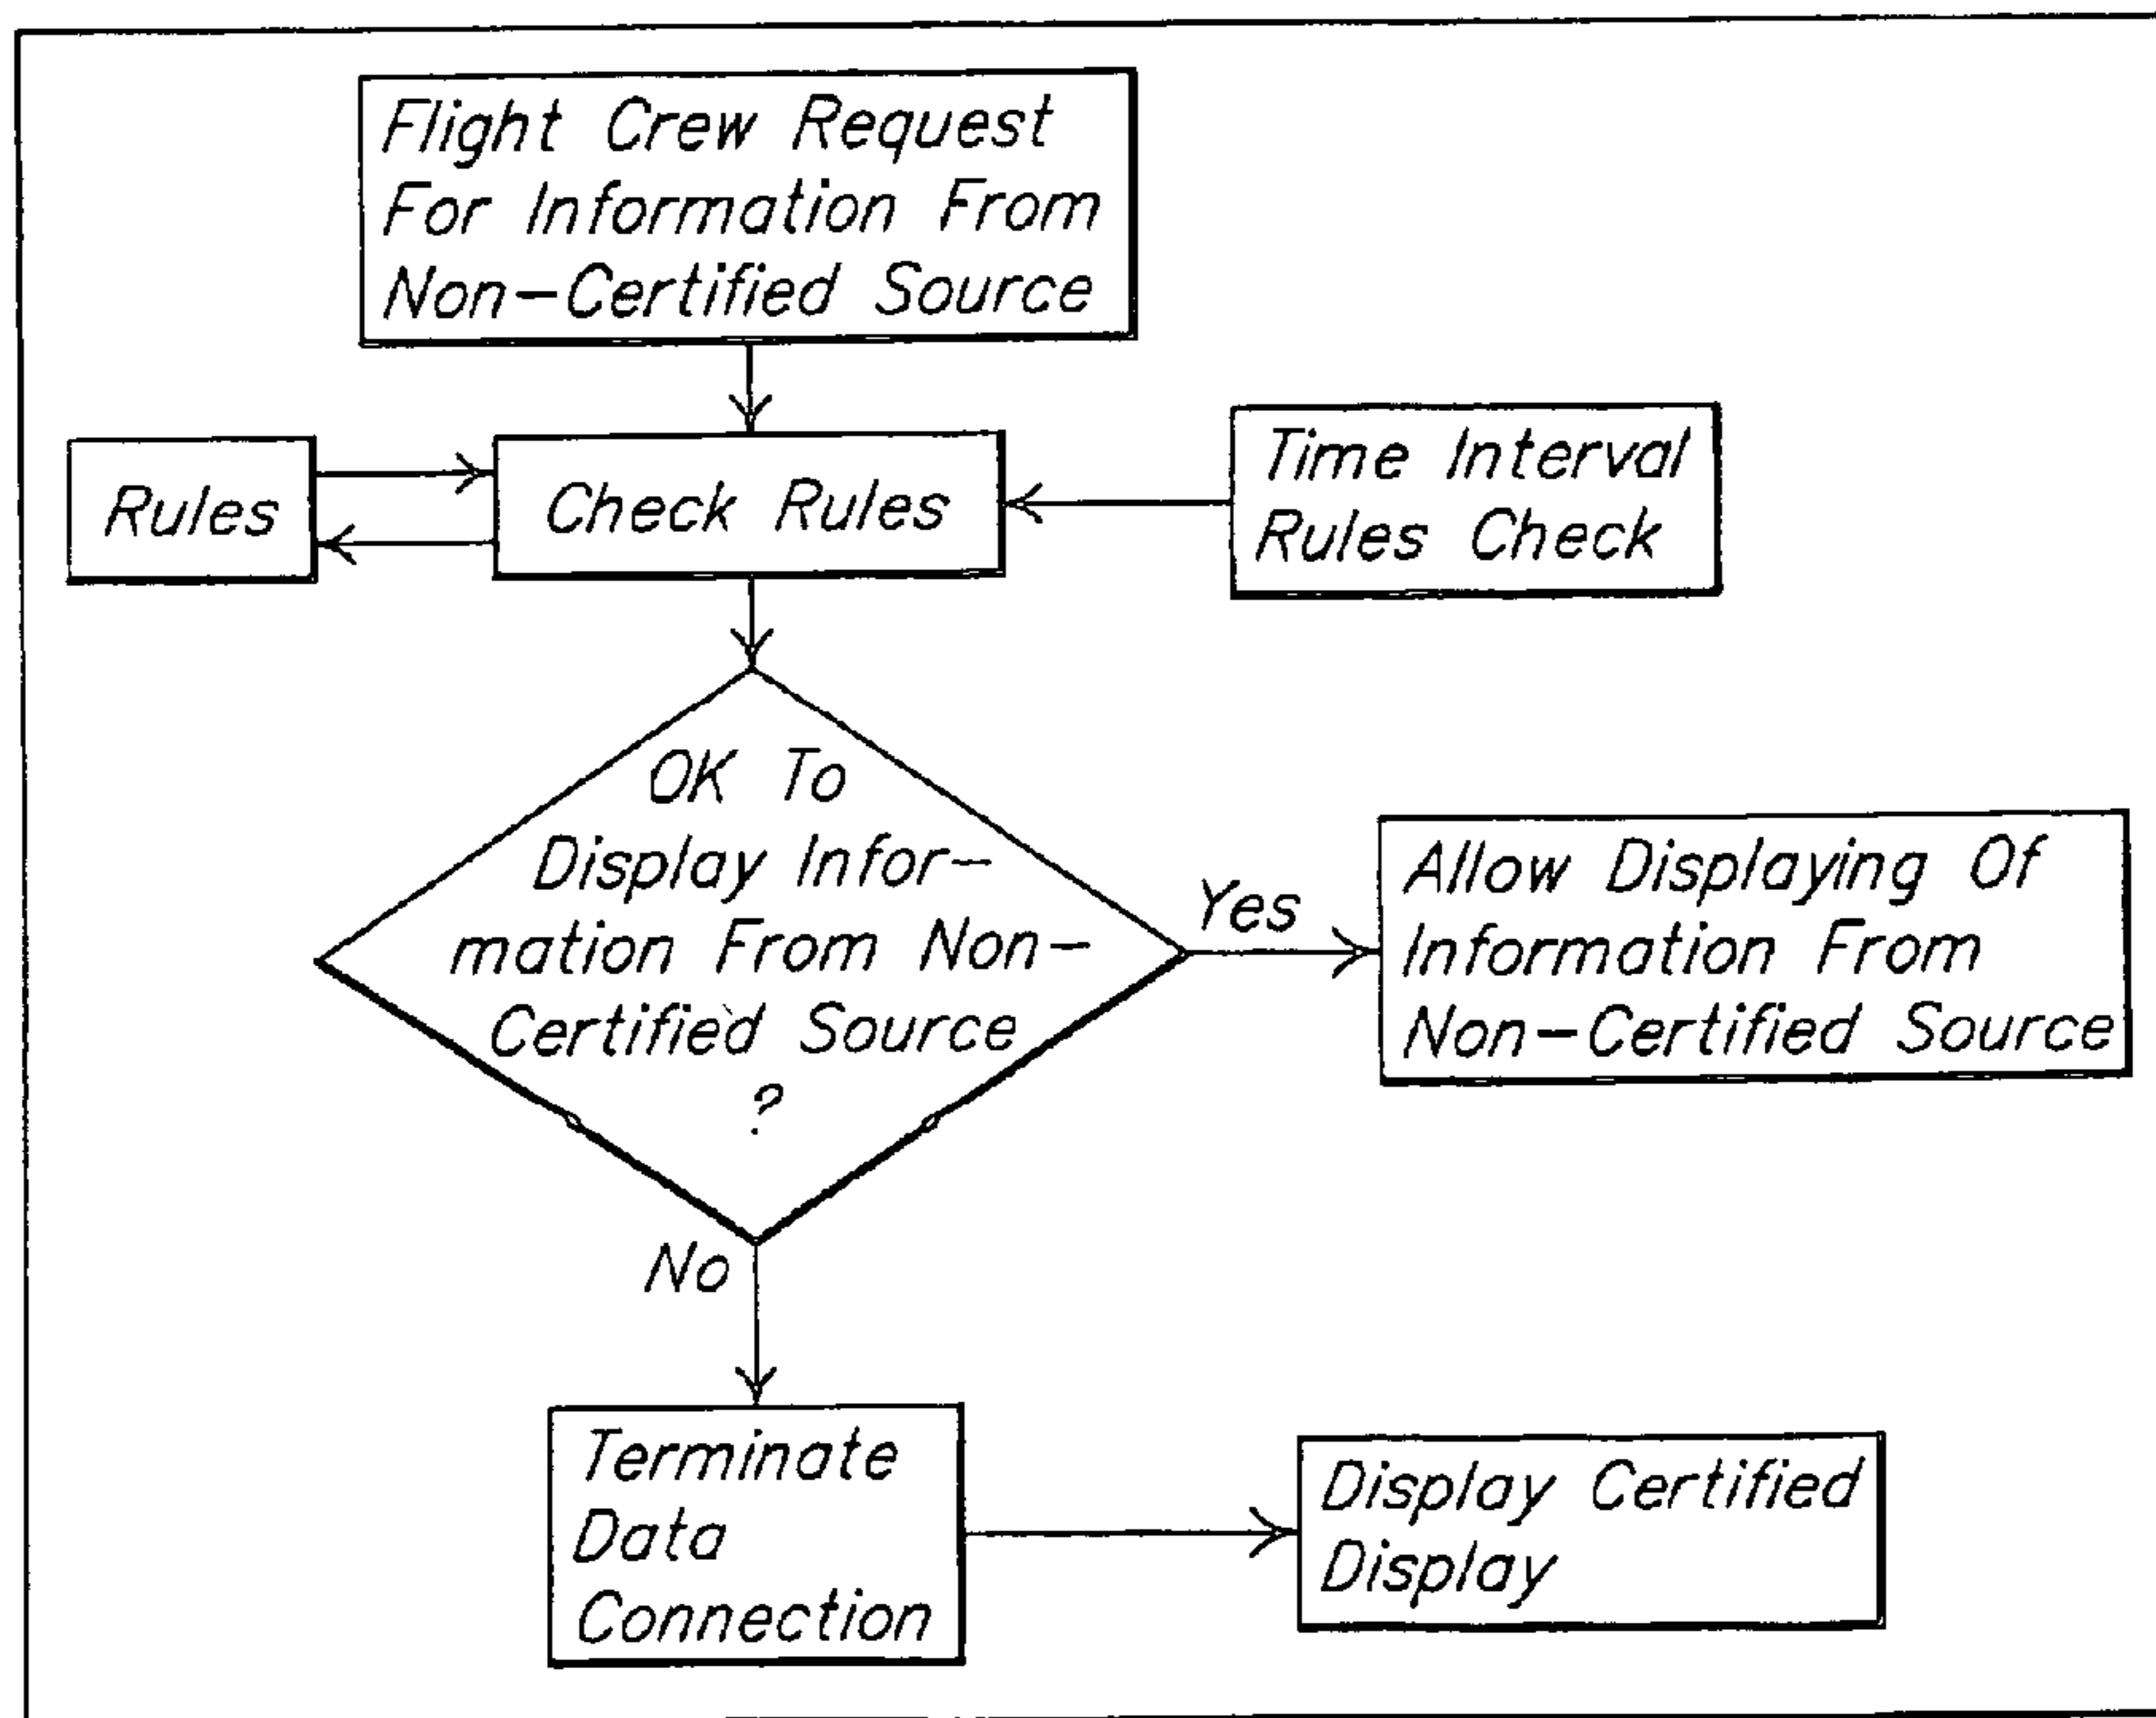 Flight Crew Request
For Information From
Non-Certified Source
Rules
Check Rules
Time Interval
Rules Check
OK To
Display Infor-
mation From Non-
Certified Source
?
Yes
Allow Displaying Of
Information From
Non-Certified Source
No
Terminate
Data
Connection
Display Certified
Display